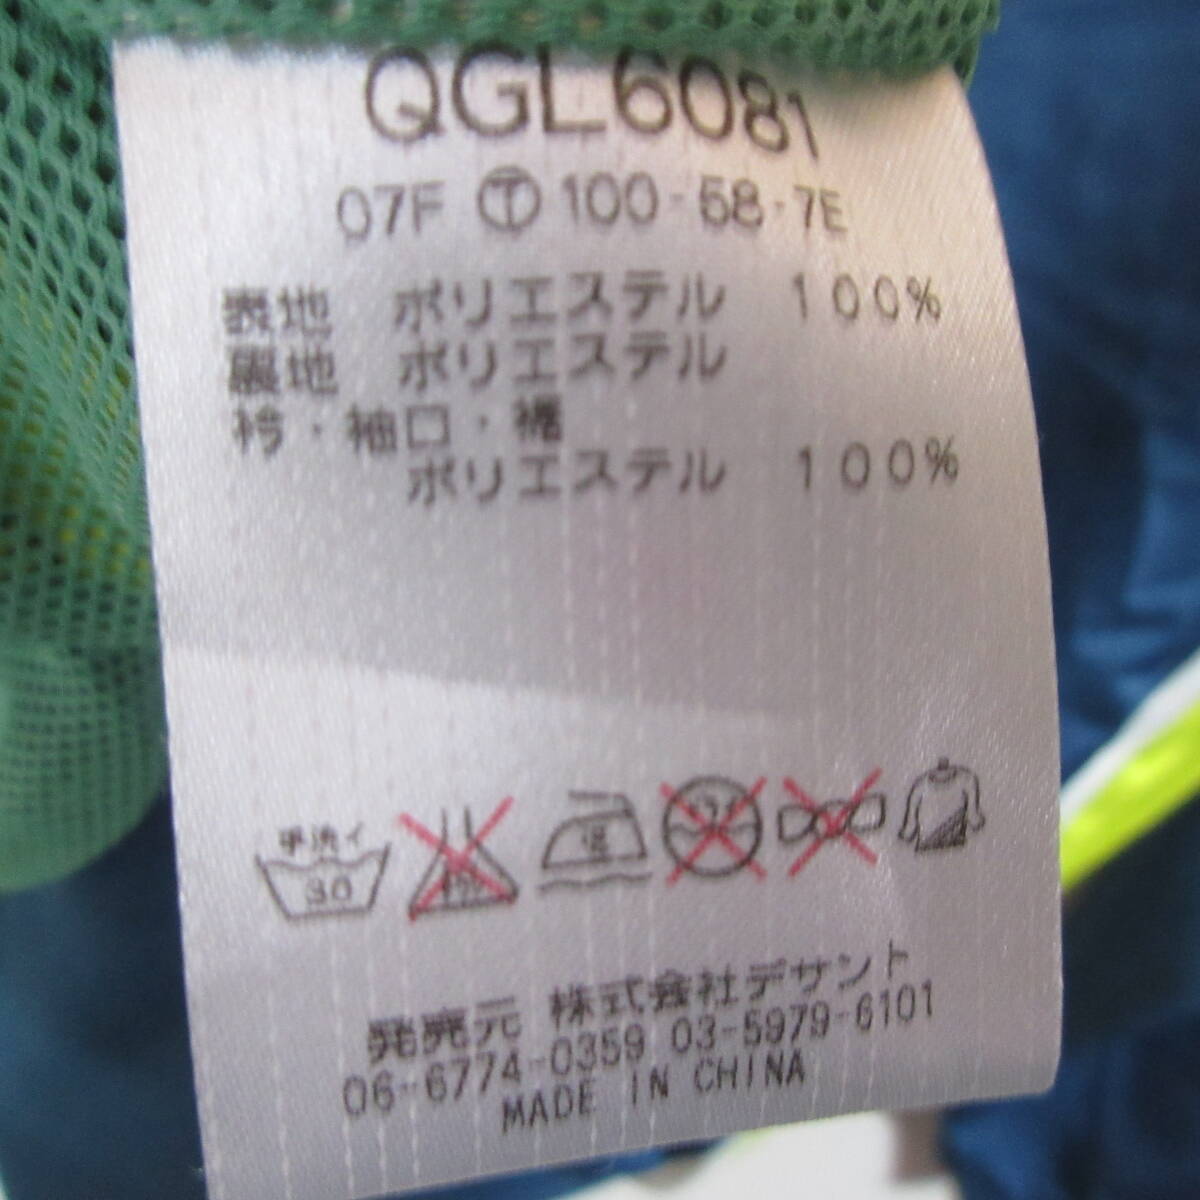 QGL6081
07F Ⓣ 100-58-7E
表地 ポリエステル 100%
裏地 ポリエステル
衿・袖口・裾
ポリエステル 100%
手洗イ
30
発売元 株式会社デサント
06-6774-0359 03-5979-6101
MADE IN CHINA